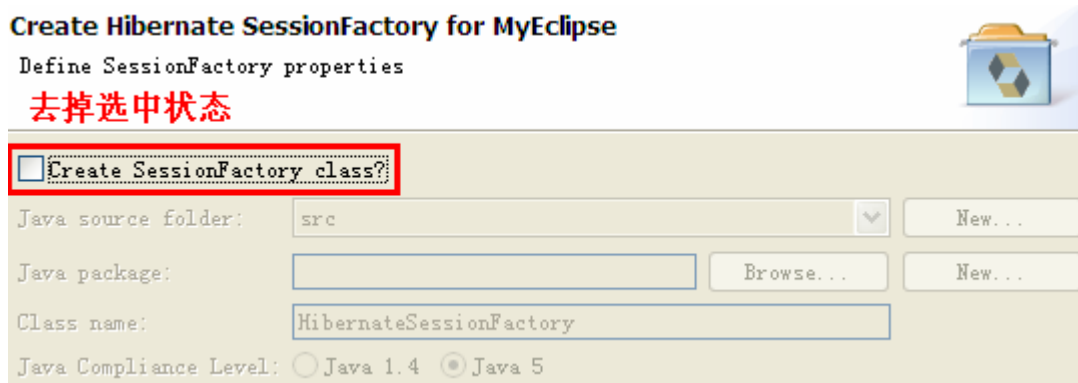 Create Hibernate SessionFactory for MyEclipse
Define SessionFactory properties
去掉选中状态
Create SessionFactory class?
Java source folder: src New...
Java package: Browse... New...
Class name: HibernateSessionFactory
Java Compliance Level: Java 1.4 Java 5